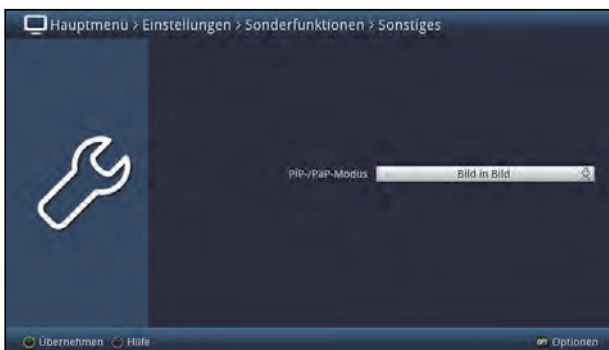 Hauptmenü > Einstellungen > Sonderfunktionen > Sonstiges
PiP-/PaP-Modus Bild in Bild
Übernehmen Hilfe Optionen